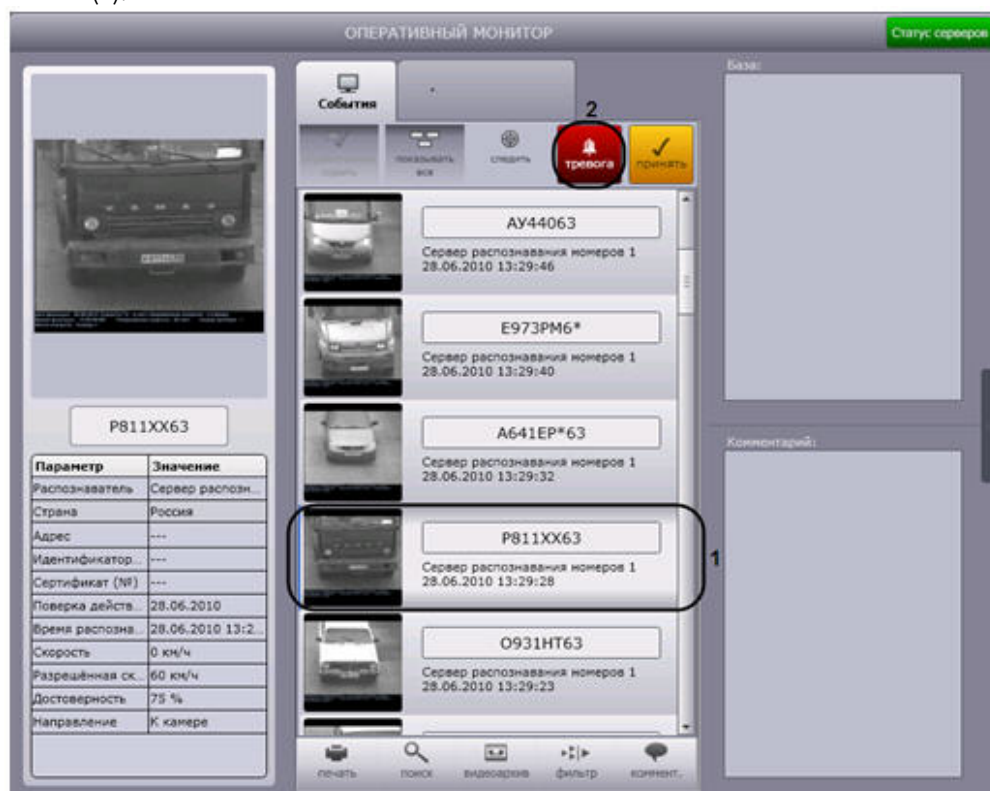 ОПЕРАТИВНЫЙ МОНИТОР
Статус серверов
События
2
показывать
все
следить
тревога
принять
АУ44063
Сервер распознавания номеров 1
28.06.2010 13:29:46
Е973РМ6*
Сервер распознавания номеров 1
28.06.2010 13:29:40
А641ЕР*63
Сервер распознавания номеров 1
28.06.2010 13:29:32
Р811ХХ63
Сервер распознавания номеров 1
28.06.2010 13:29:28
1
О931НТ63
Сервер распознавания номеров 1
28.06.2010 13:29:23
печать
поиск
видеоархив
фильтр
коммент.
Р811ХХ63
Параметр Значение
Распознаватель Сервер распозн...
Страна Россия
Адрес ---
Идентификатор... ---
Сертификат (№) ---
Поверка действ... 28.06.2010
Время распозна... 28.06.2010 13:2...
Скорость 0 км/ч
Разрешённая ск... 60 км/ч
Достоверность 75 %
Направление К камере
База:
Комментарий: